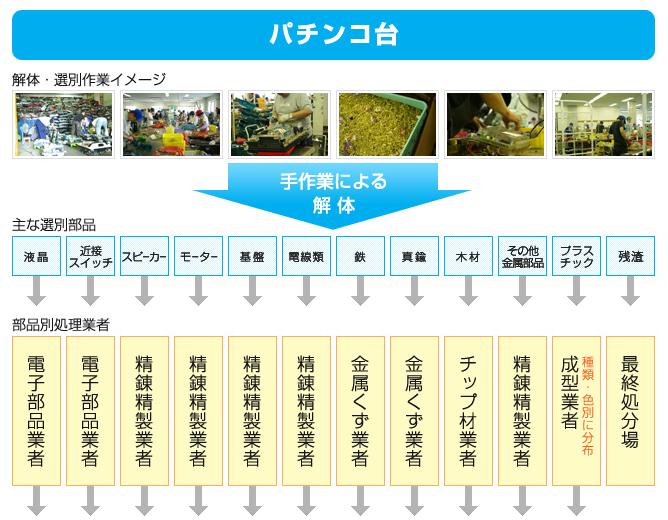 パチンコ台
解体・選別作業イメージ
手作業による
解体
主な選別部品
液晶
近接
スイッチ
スピーカー
モーター
基盤
電線類
鉄
真鍮
木材
その他
金属部品
プラス
チック
残渣
部品別処理業者
電子部品業者
電子部品業者
精錬精製業者
精錬精製業者
精錬精製業者
精錬精製業者
金属くず業者
金属くず業者
チップ材業者
精錬精製業者
種類・色別に分布
成型業者
最終処分場